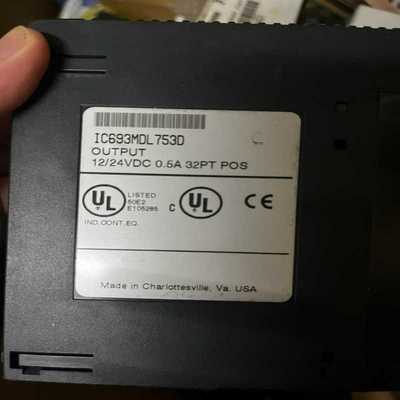 IC693MDL753D
OUTPUT
12/24VDC 0.5A 32PT POS
UL LISTED
50E2
E105285
C UL CE
IND.CONT.EQ.
Made in Charlottesville, Va. USA